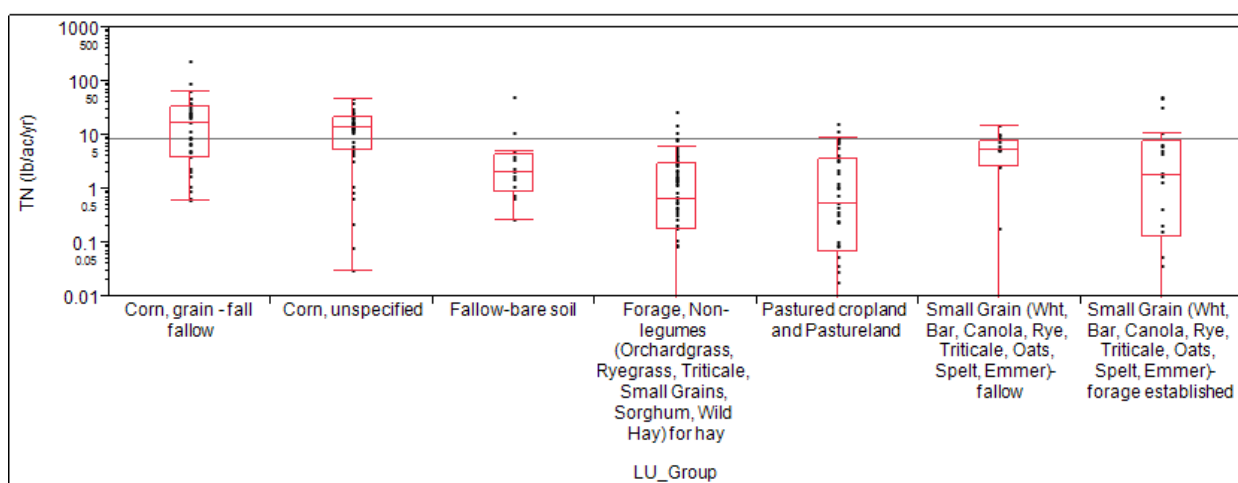 1000
500
100
50
10
5
1
0.5
0.1
0.05
0.01
TN (lb/ac/yr)
Corn, grain - fall
fallow
Corn, unspecified
Fallow-bare soil
Forage, Non-
legumes
(Orchardgrass,
Ryegrass, Triticale,
Small Grains,
Sorghum, Wild
Hay) for hay
Pastured cropland
and Pastureland
Small Grain (Wht,
Bar, Canola, Rye,
Triticale, Oats,
Spelt, Emmer)-
fallow
Small Grain (Wht,
Bar, Canola, Rye,
Triticale, Oats,
Spelt, Emmer)-
forage established
LU_Group